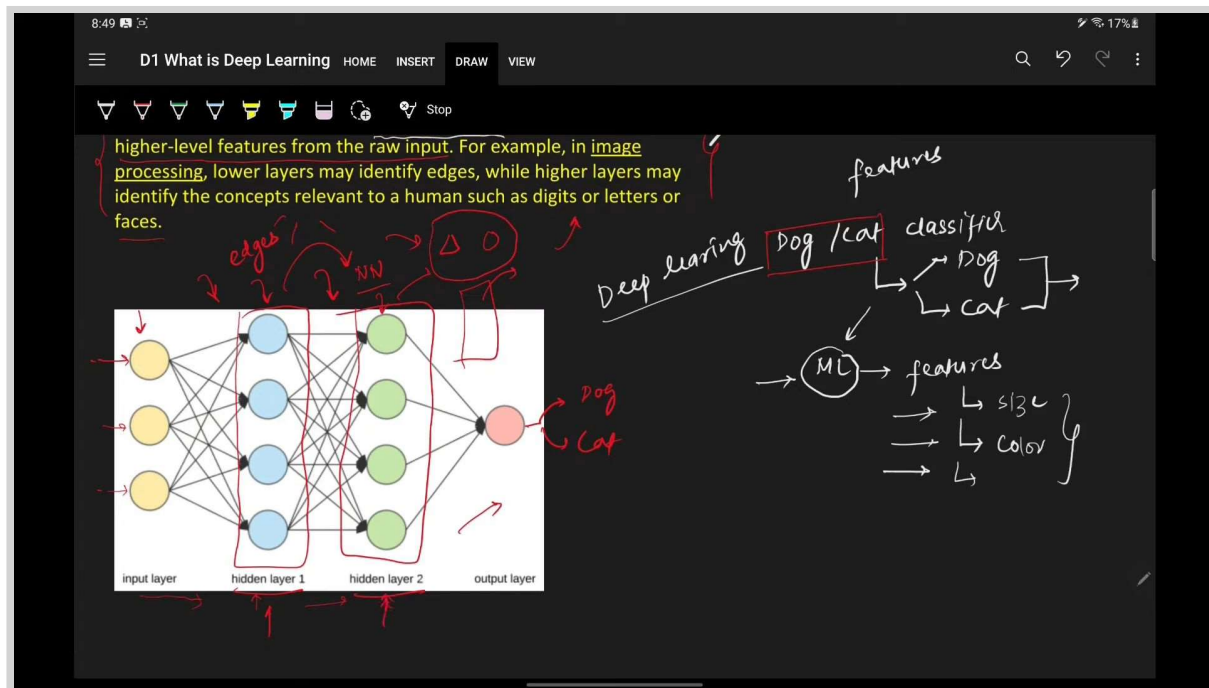 8:49
17%
D1 What is Deep Learning HOME INSERT DRAW VIEW
Stop
higher-level features from the raw input. For example, in image
processing, lower layers may identify edges, while higher layers may
identify the concepts relevant to a human such as digits or letters or
faces.
edges
NN
Dog
Cat
input layer hidden layer 1 hidden layer 2 output layer
features
Deep learing Dog / Cat classifier
Dog
Cat
ML features
size
color